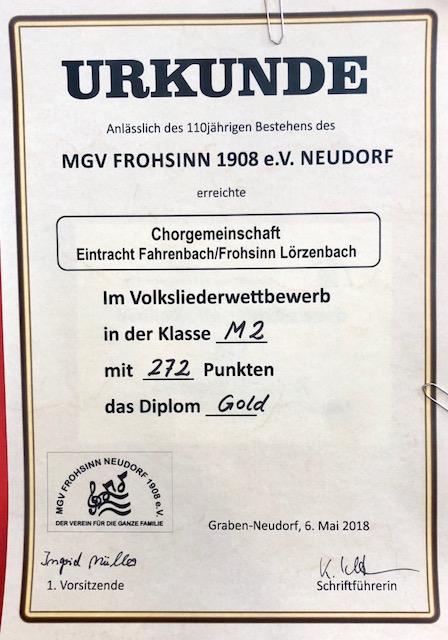 URKUNDE
Anlässlich des 110jährigen Bestehens des
MGV FROHSINN 1908 e.V. NEUDORF
erreichte
Chorgemeinschaft
Eintracht Fahrenbach/Frohsinn Lörzenbach
Im Volksliederwettbewerb
in der Klasse M2
mit 272 Punkten
das Diplom Gold
MGV FROHSINN NEUDORF 1908 e.V.
DER VEREIN FÜR DIE GANZE FAMILIE
Graben-Neudorf, 6. Mai 2018
Ingrid Müller
K.
1. Vorsitzende
Schriftführerin